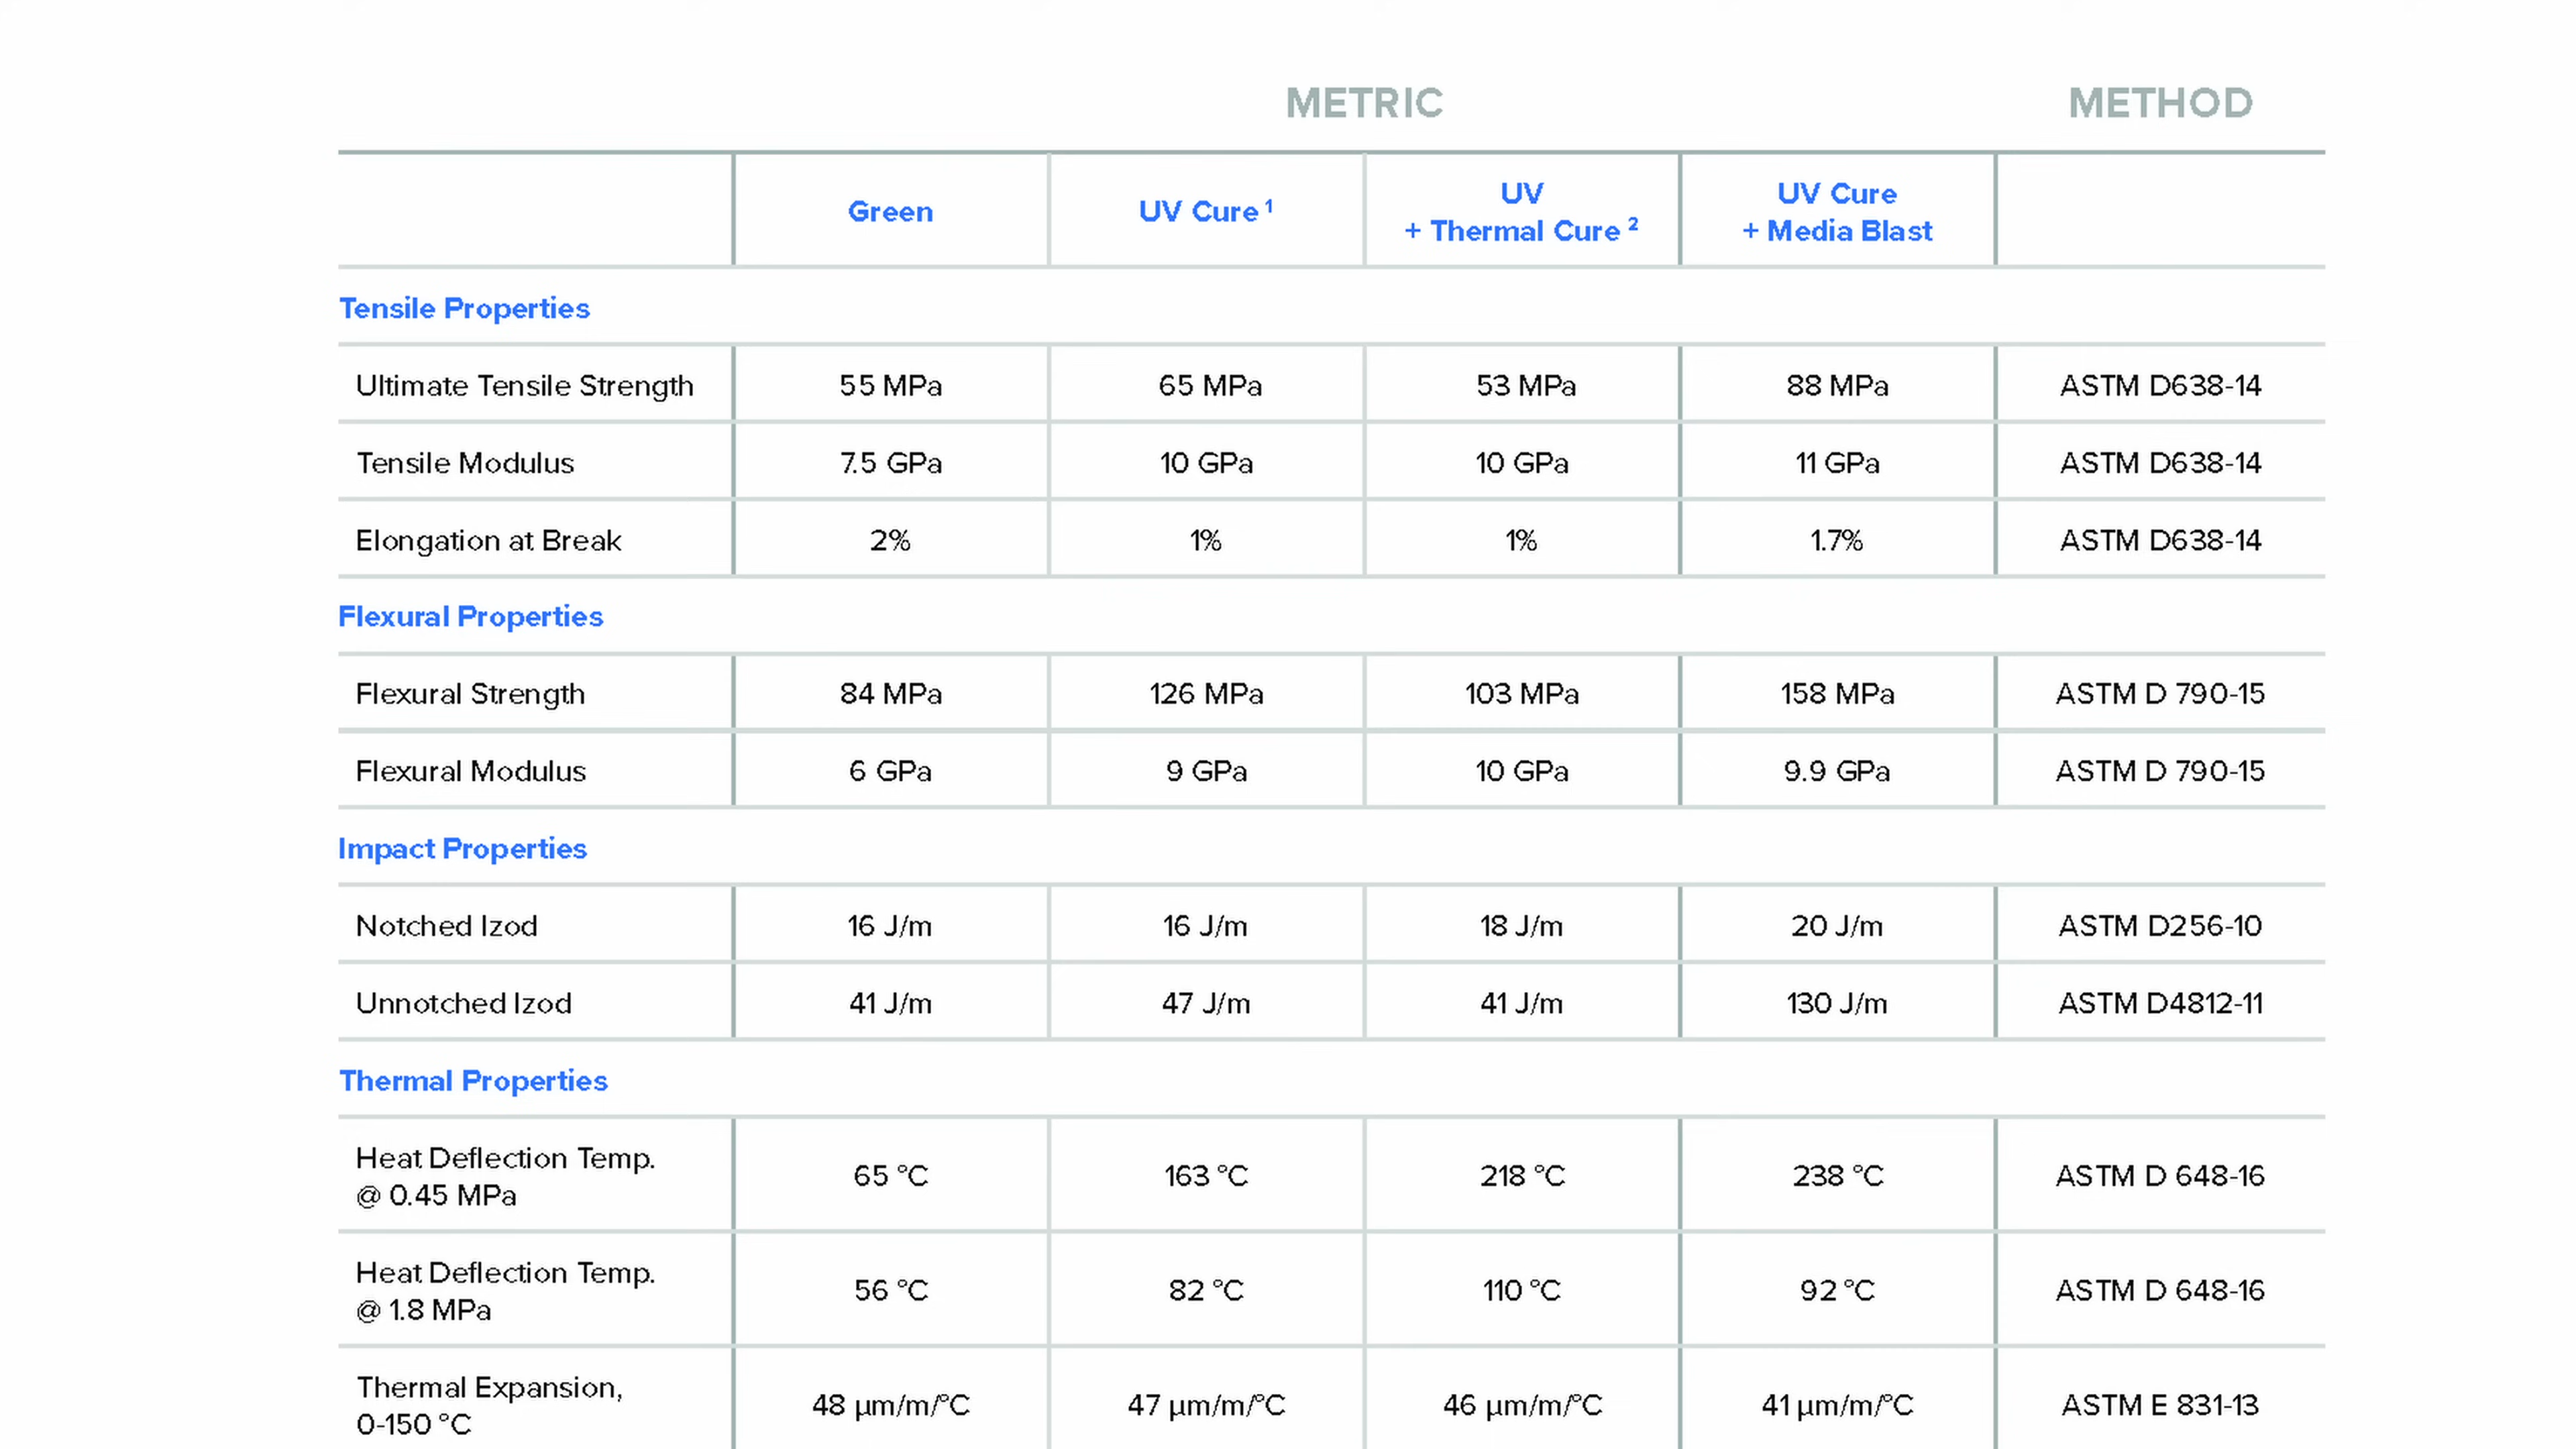 METRIC METHOD
Green UV Cure ¹ UV + Thermal Cure ² UV Cure + Media Blast
Tensile Properties
Ultimate Tensile Strength 55 MPa 65 MPa 53 MPa 88 MPa ASTM D638-14
Tensile Modulus 7.5 GPa 10 GPa 10 GPa 11 GPa ASTM D638-14
Elongation at Break 2% 1% 1% 1.7% ASTM D638-14
Flexural Properties
Flexural Strength 84 MPa 126 MPa 103 MPa 158 MPa ASTM D 790-15
Flexural Modulus 6 GPa 9 GPa 10 GPa 9.9 GPa ASTM D 790-15
Impact Properties
Notched Izod 16 J/m 16 J/m 18 J/m 20 J/m ASTM D256-10
Unnotched Izod 41 J/m 47 J/m 41 J/m 130 J/m ASTM D4812-11
Thermal Properties
Heat Deflection Temp. @ 0.45 MPa 65 °C 163 °C 218 °C 238 °C ASTM D 648-16
Heat Deflection Temp. @ 1.8 MPa 56 °C 82 °C 110 °C 92 °C ASTM D 648-16
Thermal Expansion, 0-150 °C 48 μm/m/°C 47 μm/m/°C 46 μm/m/°C 41 μm/m/°C ASTM E 831-13